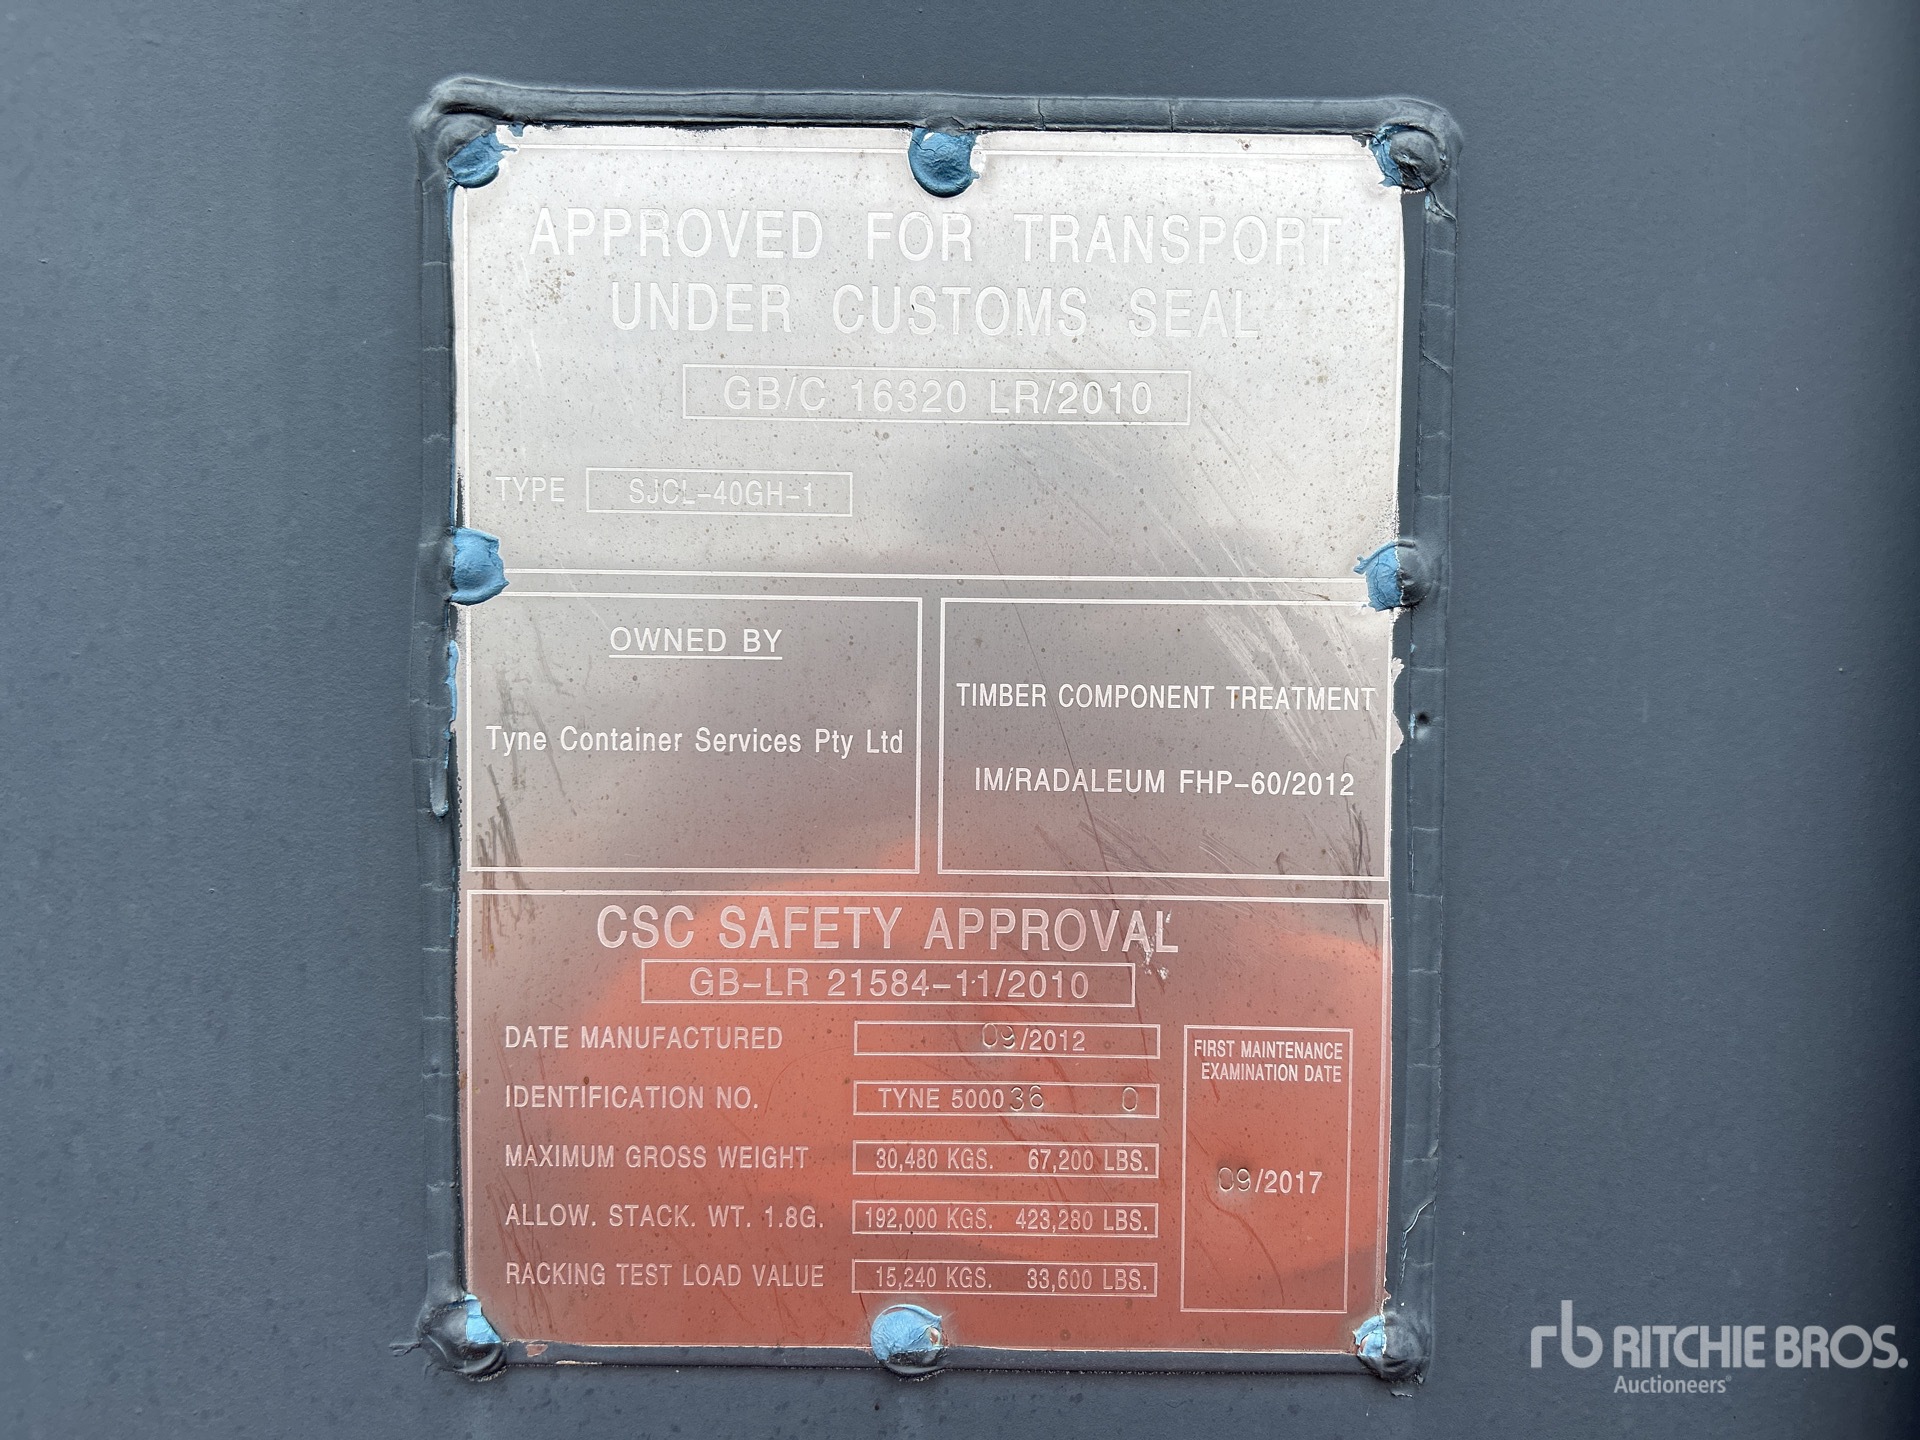 APPROVED FOR TRANSPORT
UNDER CUSTOMS SEAL
GB/C 16320 LR/2010
TYPE SJCL-40GH-1
OWNED BY
Tyne Container Services Pty Ltd
TIMBER COMPONENT TREATMENT
IM/RADALEUM FHP-60/2012
CSC SAFETY APPROVAL
GB-LR 21584-11/2010
DATE MANUFACTURED 09/2012
IDENTIFICATION NO. TYNE 500036 0
MAXIMUM GROSS WEIGHT 30,480 KGS. 67,200 LBS.
ALLOW. STACK. WT. 1.8G. 192,000 KGS. 423,280 LBS.
RACKING TEST LOAD VALUE 15,240 KGS. 33,600 LBS.
FIRST MAINTENANCE
EXAMINATION DATE
09/2017
rb RITCHIE BROS.
Auctioneers